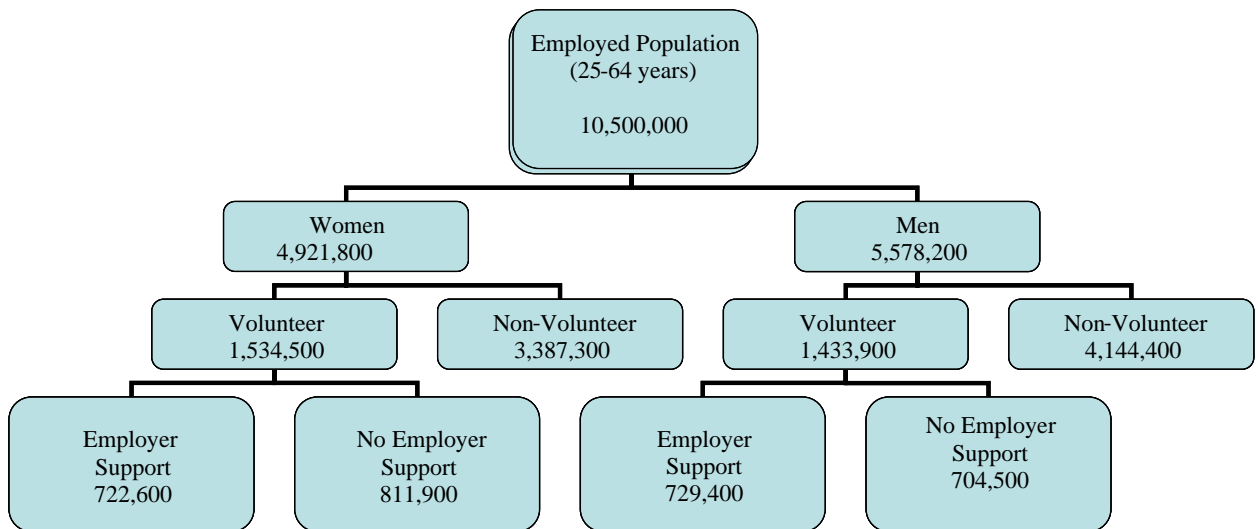 Employed Population
(25-64 years)
10,500,000
Women
4,921,800
Men
5,578,200
Volunteer
1,534,500
Non-Volunteer
3,387,300
Volunteer
1,433,900
Non-Volunteer
4,144,400
Employer
Support
722,600
No Employer
Support
811,900
Employer
Support
729,400
No Employer
Support
704,500